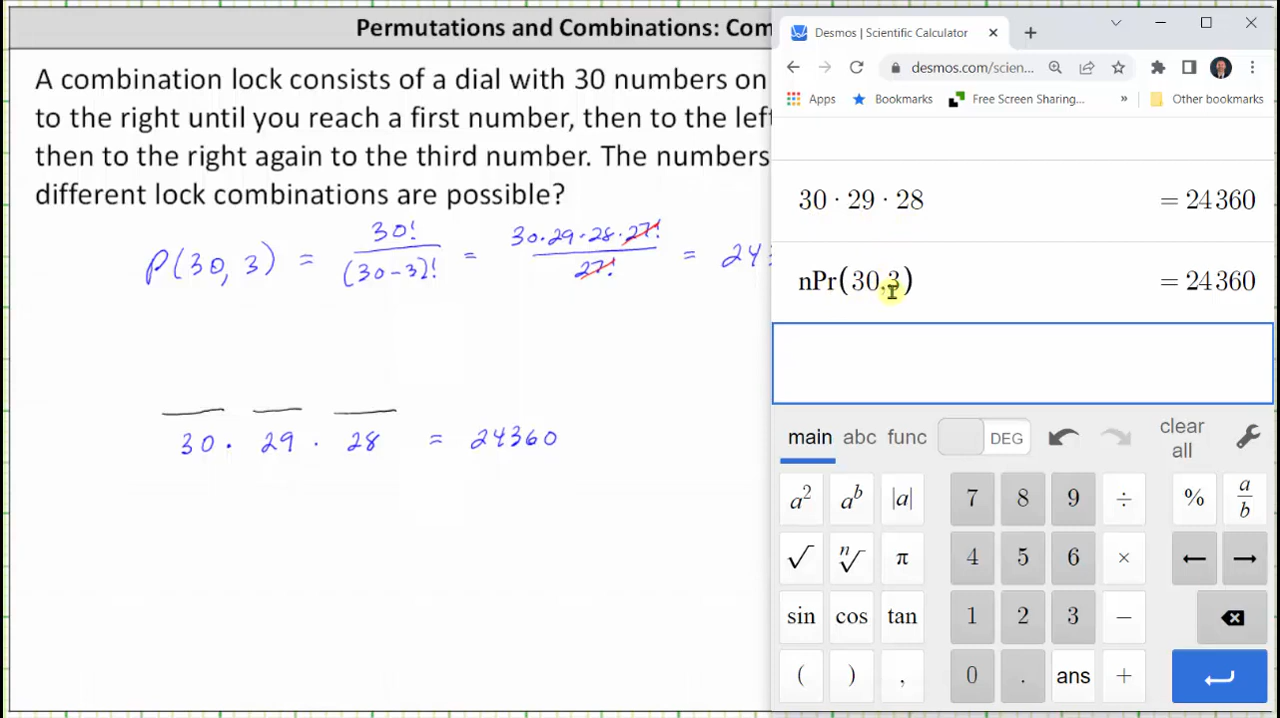 Permutations and Combinations: Com
A combination lock consists of a dial with 30 numbers on
to the right until you reach a first number, then to the left
then to the right again to the third number. The numbers
different lock combinations are possible?
P(30, 3) = 30! / (30-3)! = 30·29·28·27! / 27! = 24
30 · 29 · 28 = 24360
Desmos | Scientific Calculator
desmos.com/scien...
Apps Bookmarks Free Screen Sharing... » Other bookmarks
30 · 29 · 28 = 24360
nPr(30,3) = 24360
main abc func DEG clear all
a² aᵇ |a| 7 8 9 ÷ % a/b
√ ⁿ√ π 4 5 6 × ← →
sin cos tan 1 2 3 −
( ) , 0 . ans +